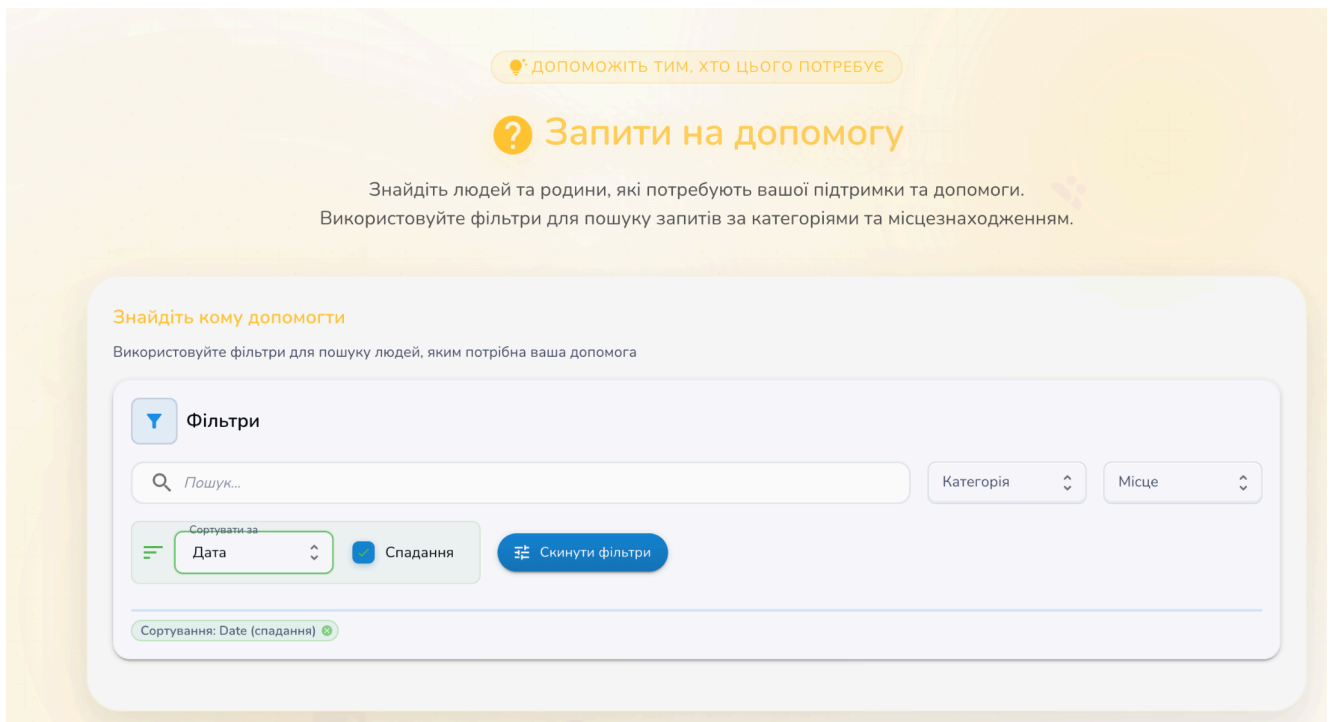 ДОПОМОЖІТЬ ТИМ, ХТО ЦЬОГО ПОТРЕБУЄ
Запити на допомогу
Знайдіть людей та родини, які потребують вашої підтримки та допомоги.
Використовуйте фільтри для пошуку запитів за категоріями та місцезнаходженням.
Знайдіть кому допомогти
Використовуйте фільтри для пошуку людей, яким потрібна ваша допомога
Фільтри
Пошук...
Категорія
Місце
Сортувати за
Дата
Спадання
Скинути фільтри
Сортування: Date (спадання)